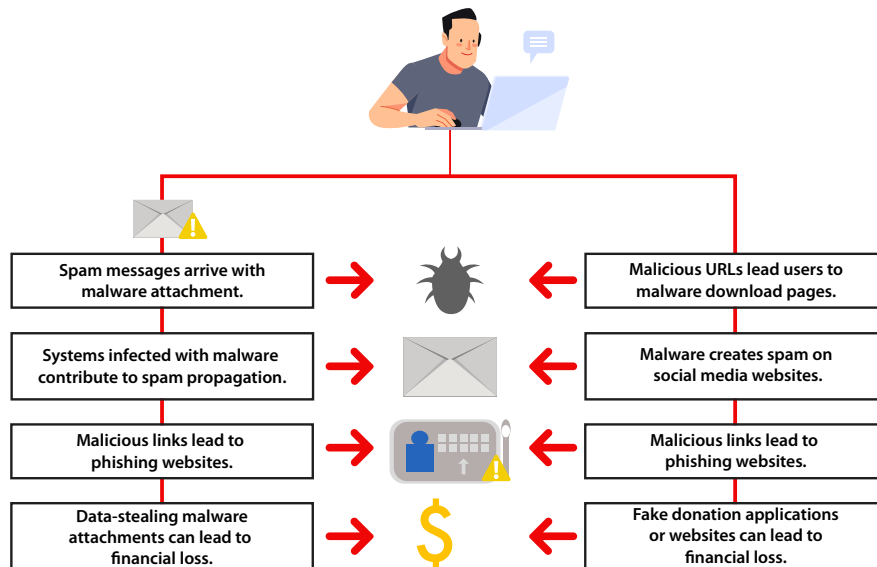 Spam messages arrive with
malware attachment.
Malicious URLs lead users to
malware download pages.
Systems infected with malware
contribute to spam propagation.
Malware creates spam on
social media websites.
Malicious links lead to
phishing websites.
Malicious links lead to
phishing websites.
Data-stealing malware
attachments can lead to
financial loss.
Fake donation applications
or websites can lead to
financial loss.